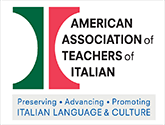 AMERICAN
ASSOCIATION of
TEACHERS of
ITALIAN
Preserving • Advancing • Promoting
ITALIAN LANGUAGE & CULTURE